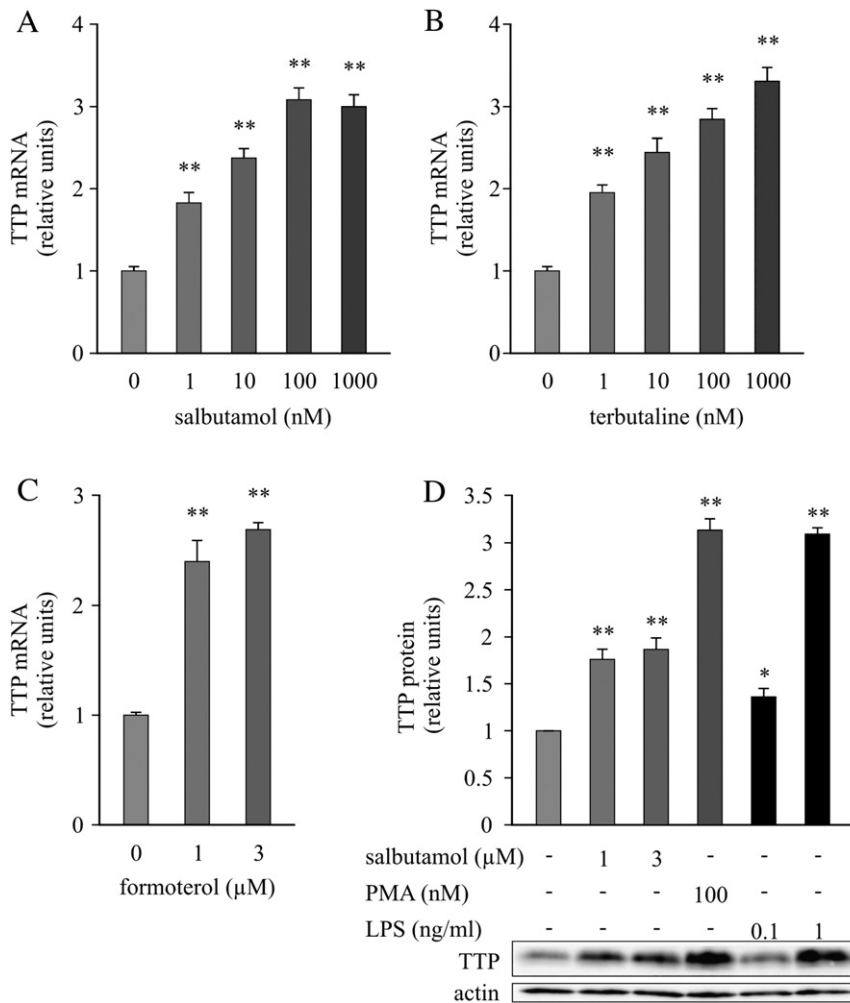 A
TTP mRNA
(relative units)
4
3
2
1
0
**
**
**
**
0 1 10 100 1000
salbutamol (nM)
B
TTP mRNA
(relative units)
4
3
2
1
0
**
**
**
**
0 1 10 100 1000
terbutaline (nM)
C
TTP mRNA
(relative units)
3
2
1
0
**
**
0 1 3
formoterol (µM)
D
TTP protein
(relative units)
3.5
3
2.5
2
1.5
1
0.5
0
**
**
**
*
**
salbutamol (µM) - 1 3 - - -
PMA (nM) - - - 100 - -
LPS (ng/ml) - - - - 0.1 1
TTP
actin